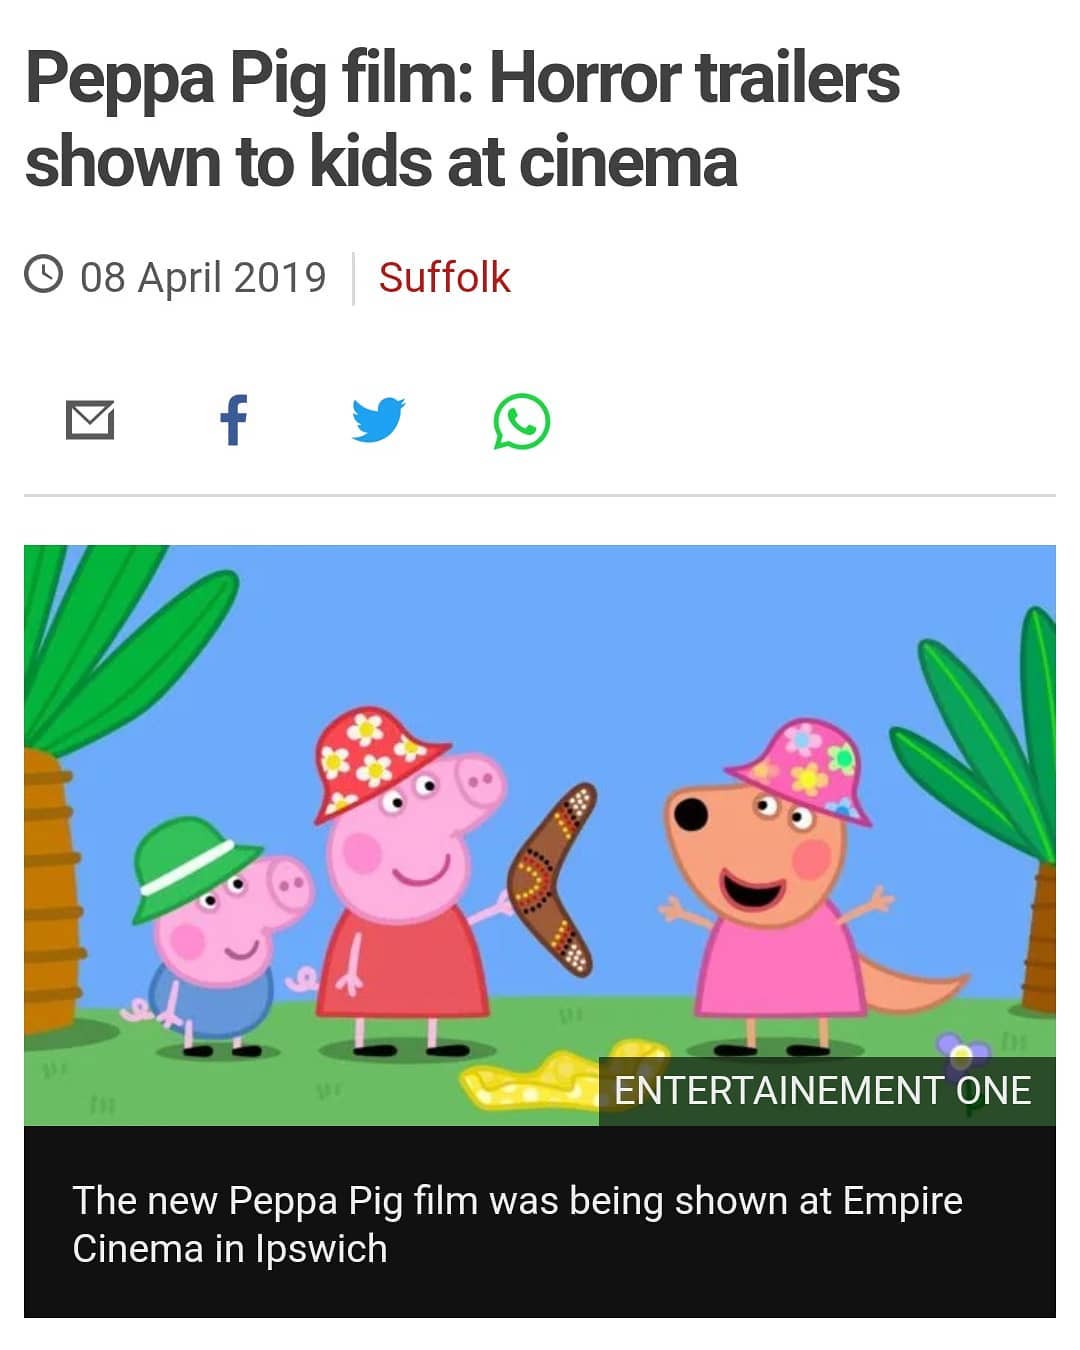 Peppa Pig film: Horror trailers
shown to kids at cinema
08 April 2019
Suffolk
ENTERTAINEMENT ONE
The new Peppa Pig film was being shown at Empire
Cinema in Ipswich